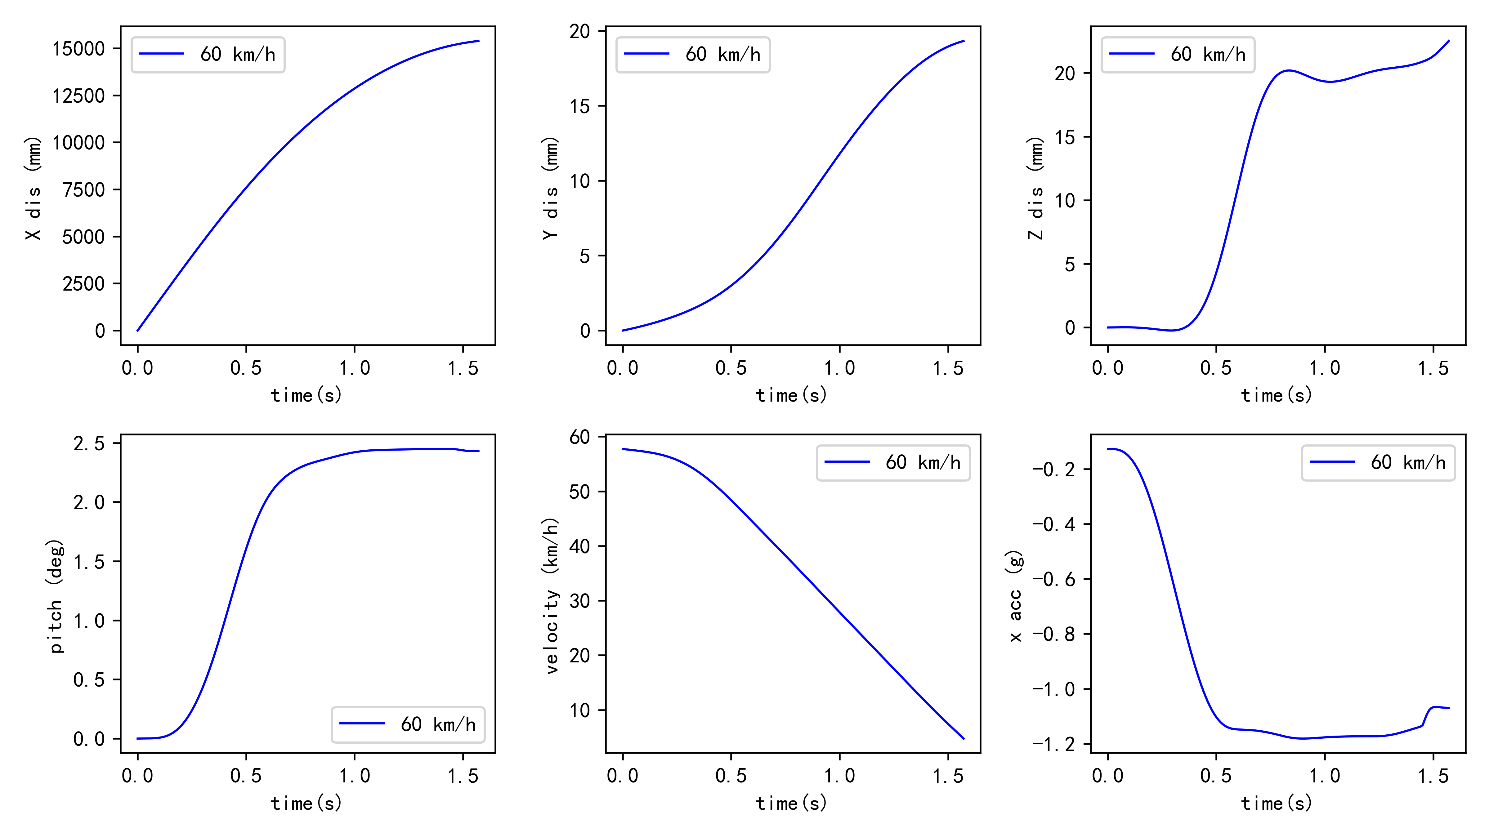 60 km/h
X dis (mm)
15000
12500
10000
7500
5000
2500
0
0.0 0.5 1.0 1.5
time(s)
60 km/h
Y dis (mm)
20
15
10
5
0
0.0 0.5 1.0 1.5
time(s)
60 km/h
Z dis (mm)
20
15
10
5
0
0.0 0.5 1.0 1.5
time(s)
60 km/h
pitch (deg)
2.5
2.0
1.5
1.0
0.5
0.0
0.0 0.5 1.0 1.5
time(s)
60 km/h
velocity (km/h)
60
50
40
30
20
10
0.0 0.5 1.0 1.5
time(s)
60 km/h
x acc (g)
−0.2
−0.4
−0.6
−0.8
−1.0
−1.2
0.0 0.5 1.0 1.5
time(s)